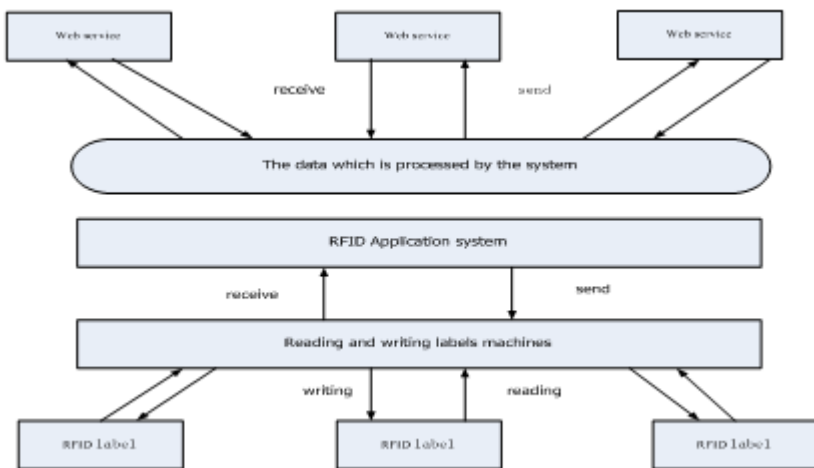 Web service
Web service
Web service
receive
send
The data which is processed by the system
RFID Application system
receive
send
Reading and writing labels machines
writing
reading
RFID label
RFID label
RFID label